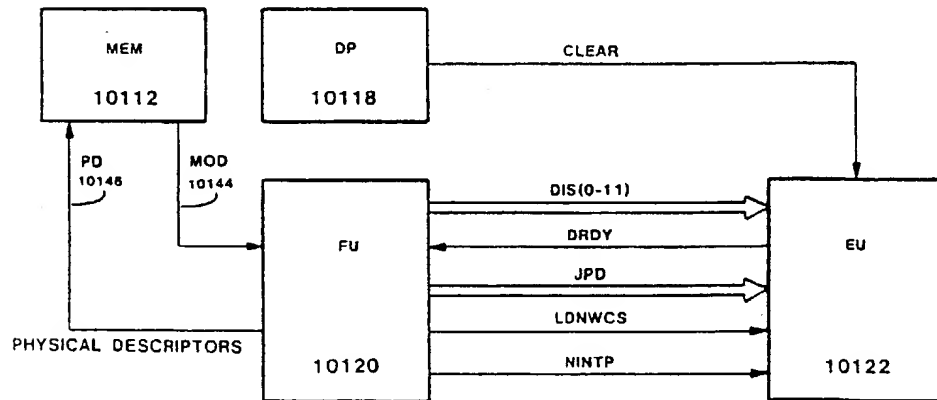 MEM
10112
DP
10118
CLEAR
PD
10146
MOD
10144
FU
10120
DIS(0-11)
DRDY
JPD
LDNWCS
NINTP
EU
10122
PHYSICAL DESCRIPTORS